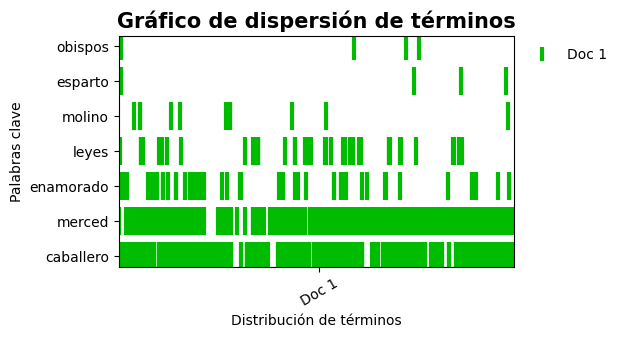 Gráfico de dispersión de términos
obispos
esparto
molino
leyes
enamorado
merced
caballero
Palabras clave
Doc 1
Distribución de términos
Doc 1